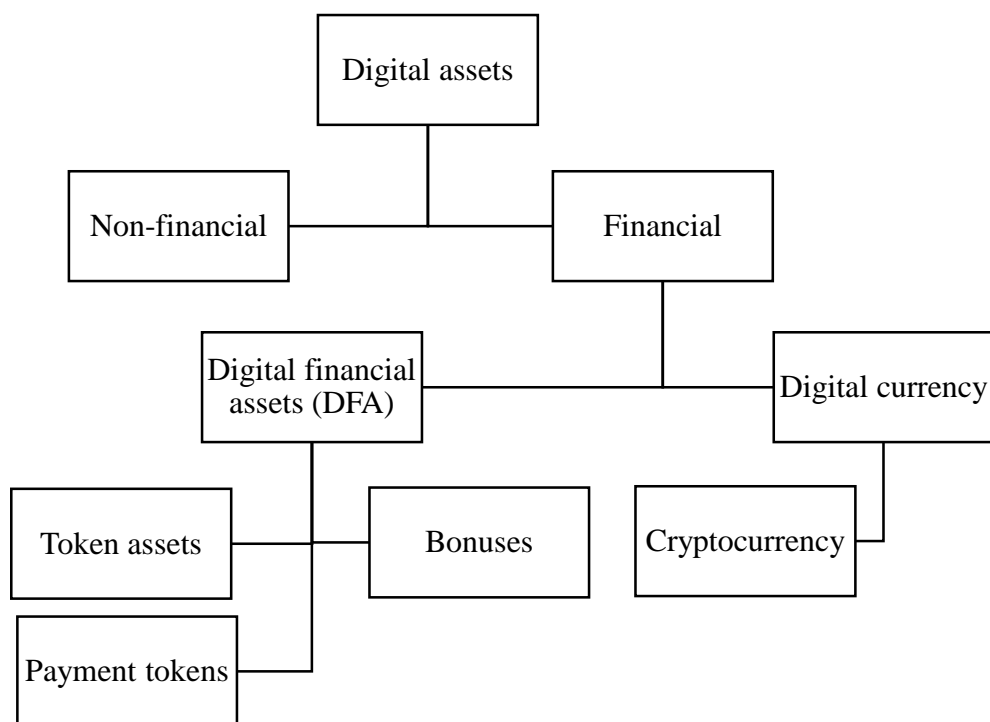 Digital assets
Non-financial
Financial
Digital financial
assets (DFA)
Digital currency
Token assets
Bonuses
Cryptocurrency
Payment tokens